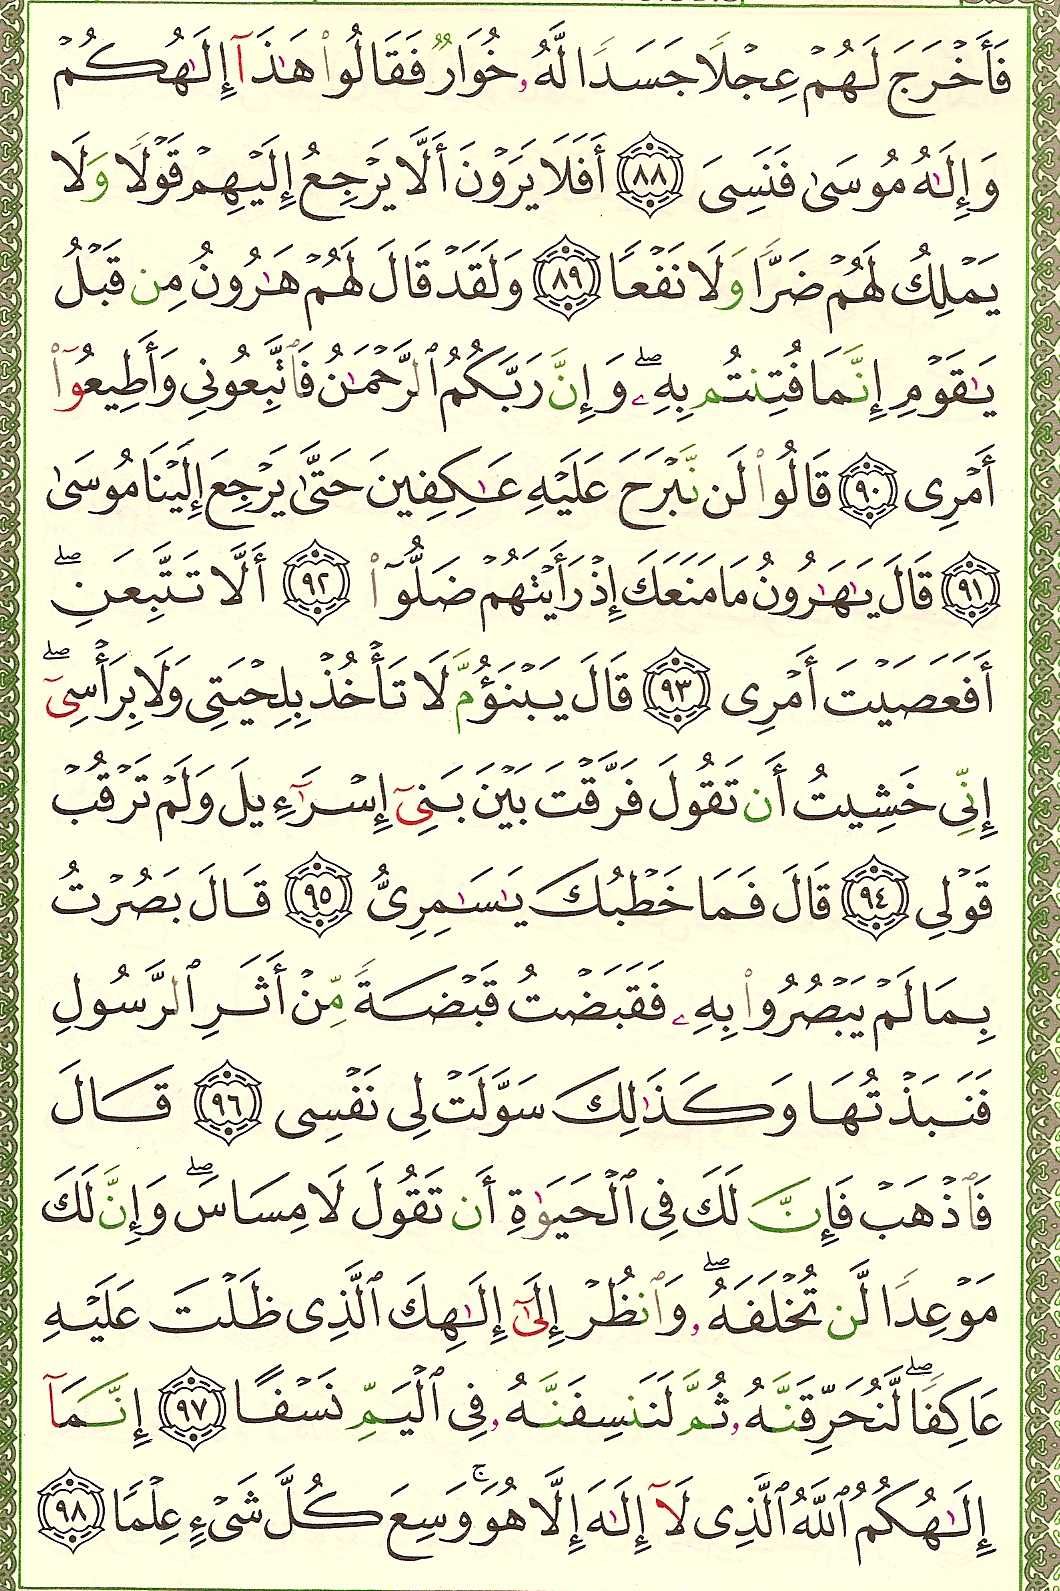 فَأَخْرَجَ لَهُمْ عِجْلًا جَسَدًا لَّهُۥ خُوَارٌ فَقَالُوا۟ هَٰذَآ إِلَٰهُكُمْ
وَإِلَٰهُ مُوسَىٰ فَنَسِىَ ٨٨ أَفَلَا يَرَوْنَ أَلَّا يَرْجِعُ إِلَيْهِمْ قَوْلًا وَلَا
يَمْلِكُ لَهُمْ ضَرًّا وَلَا نَفْعًا ٨٩ وَلَقَدْ قَالَ لَهُمْ هَٰرُونُ مِن قَبْلُ
يَٰقَوْمِ إِنَّمَا فُتِنتُم بِهِۦ ۖ وَإِنَّ رَبَّكُمُ ٱلرَّحْمَٰنُ فَٱتَّبِعُونِى وَأَطِيعُوٓا۟
أَمْرِى ٩٠ قَالُوا۟ لَن نَّبْرَحَ عَلَيْهِ عَٰكِفِينَ حَتَّىٰ يَرْجِعَ إِلَيْنَا مُوسَىٰ
٩١ قَالَ يَٰهَٰرُونُ مَا مَنَعَكَ إِذْ رَأَيْتَهُمْ ضَلُّوٓا۟ ٩٢ أَلَّا تَتَّبِعَنِ ۖ
أَفَعَصَيْتَ أَمْرِى ٩٣ قَالَ يَبْنَؤُمَّ لَا تَأْخُذْ بِلِحْيَتِى وَلَا بِرَأْسِىٓ ۖ
إِنِّى خَشِيتُ أَن تَقُولَ فَرَّقْتَ بَيْنَ بَنِىٓ إِسْرَٰٓءِيلَ وَلَمْ تَرْقُبْ
قَوْلِى ٩٤ قَالَ فَمَا خَطْبُكَ يَٰسَٰمِرِىُّ ٩٥ قَالَ بَصُرْتُ
بِمَا لَمْ يَبْصُرُوا۟ بِهِۦ فَقَبَضْتُ قَبْضَةً مِّنْ أَثَرِ ٱلرَّسُولِ
فَنَبَذْتُهَا وَكَذَٰلِكَ سَوَّلَتْ لِى نَفْسِى ٩٦ قَالَ
فَٱذْهَبْ فَإِنَّ لَكَ فِى ٱلْحَيَوٰةِ أَن تَقُولَ لَا مِسَاسَ ۖ وَإِنَّ لَكَ
مَوْعِدًا لَّن تُخْلَفَهُۥ ۖ وَٱنظُرْ إِلَىٰٓ إِلَٰهِكَ ٱلَّذِى ظَلْتَ عَلَيْهِ
عَاكِفًا ۖ لَّنُحَرِّقَنَّهُۥ ثُمَّ لَنَنسِفَنَّهُۥ فِى ٱلْيَمِّ نَسْفًا ٩٧ إِنَّمَآ
إِلَٰهُكُمُ ٱللَّهُ ٱلَّذِى لَآ إِلَٰهَ إِلَّا هُوَ ۚ وَسِعَ كُلَّ شَىْءٍ عِلْمًا ٩٨